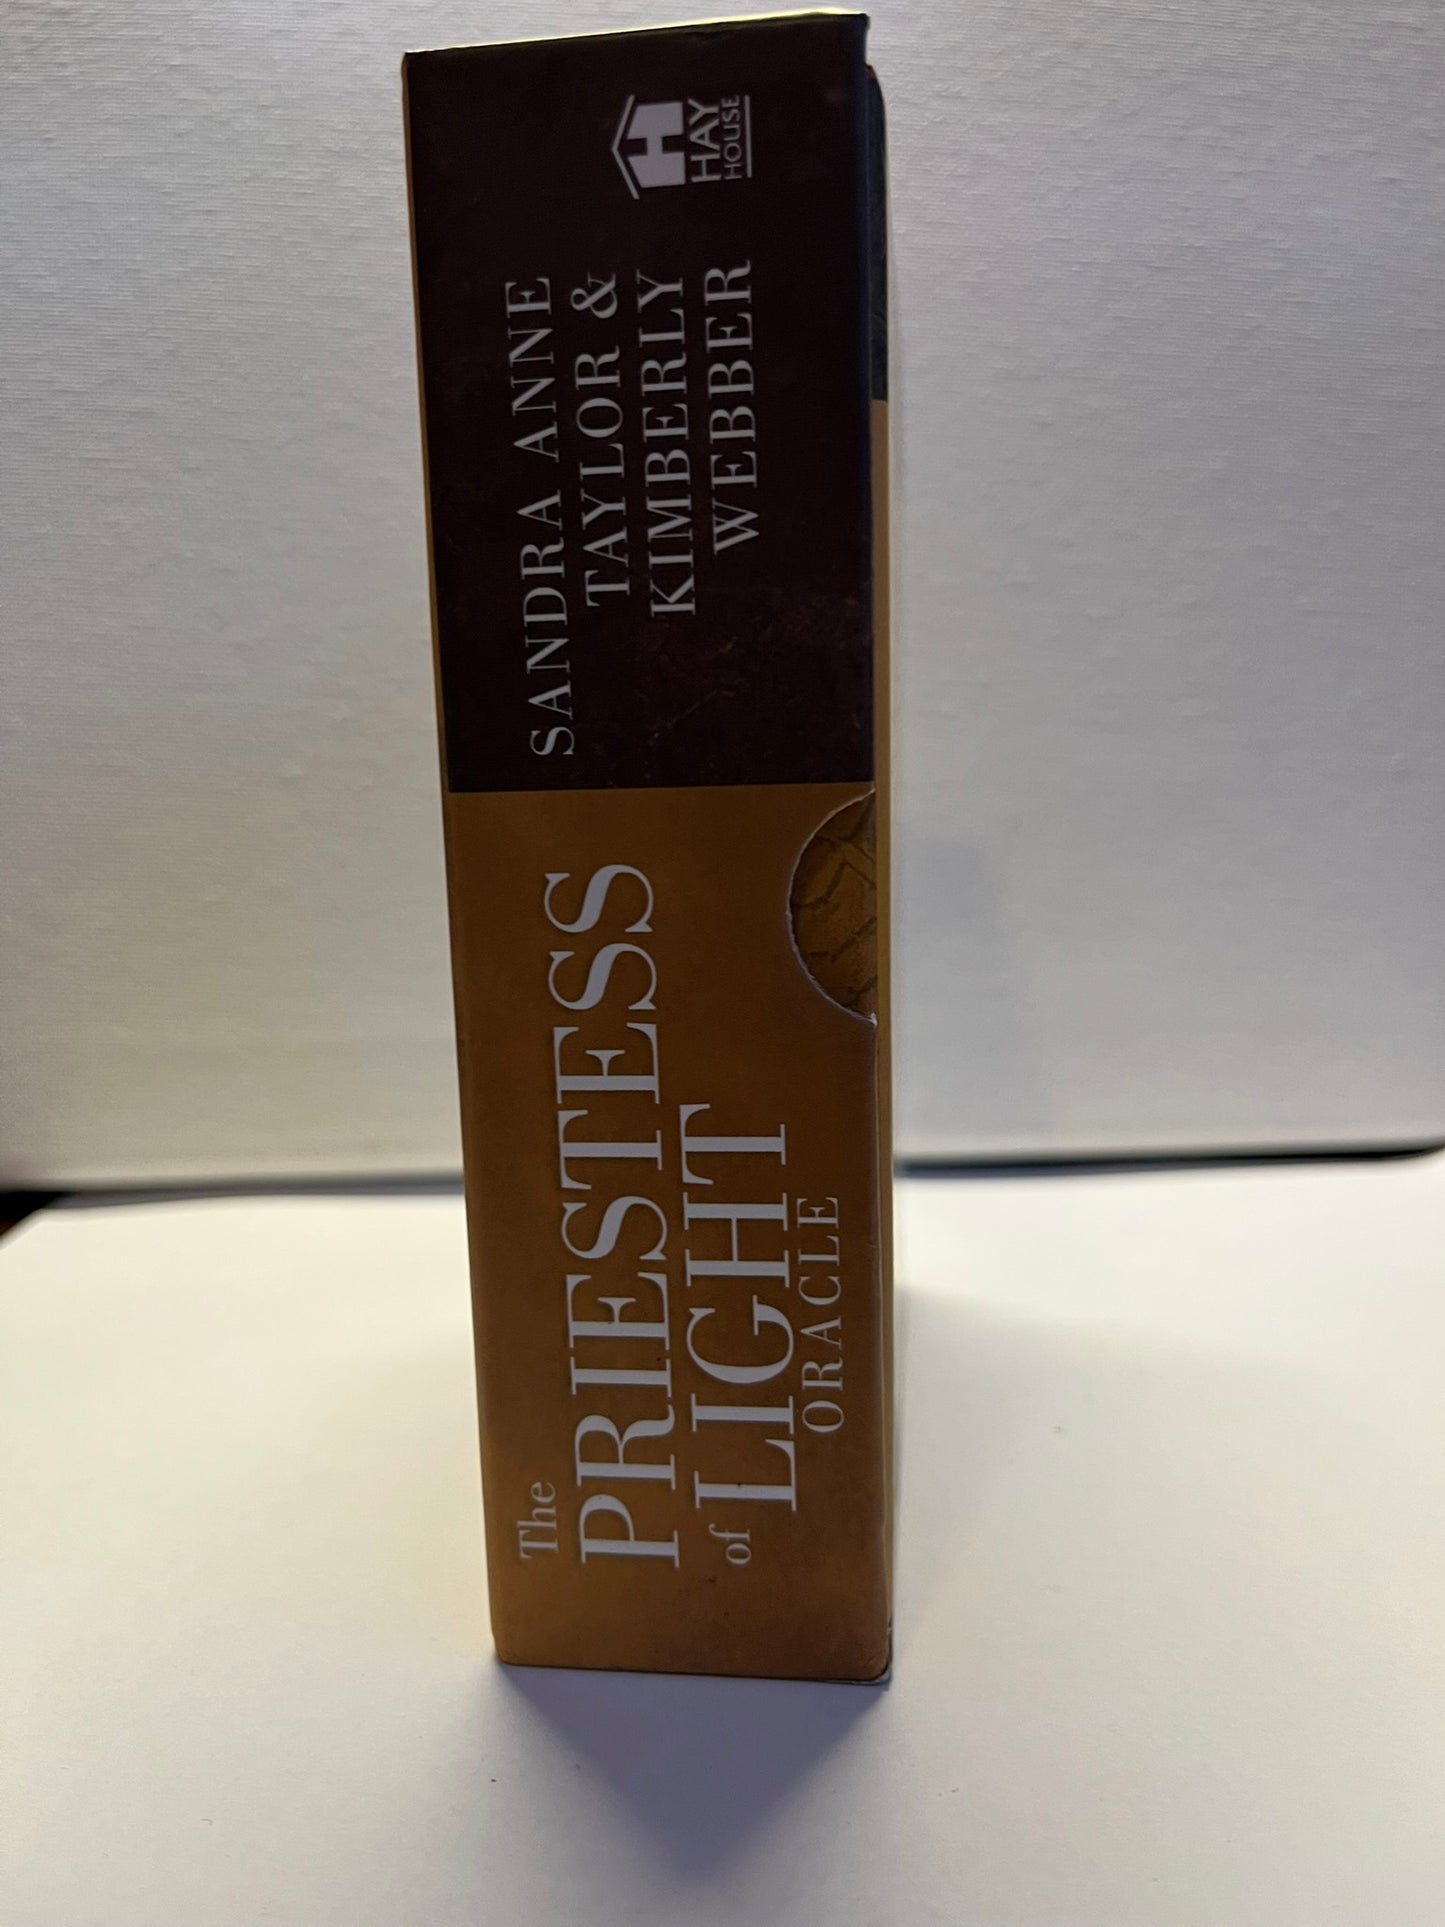 The
PRIESTESS
of LIGHT
ORACLE
SANDRA ANNE
TAYLOR &
KIMBERLY
WEBBER
HAY
HOUSE